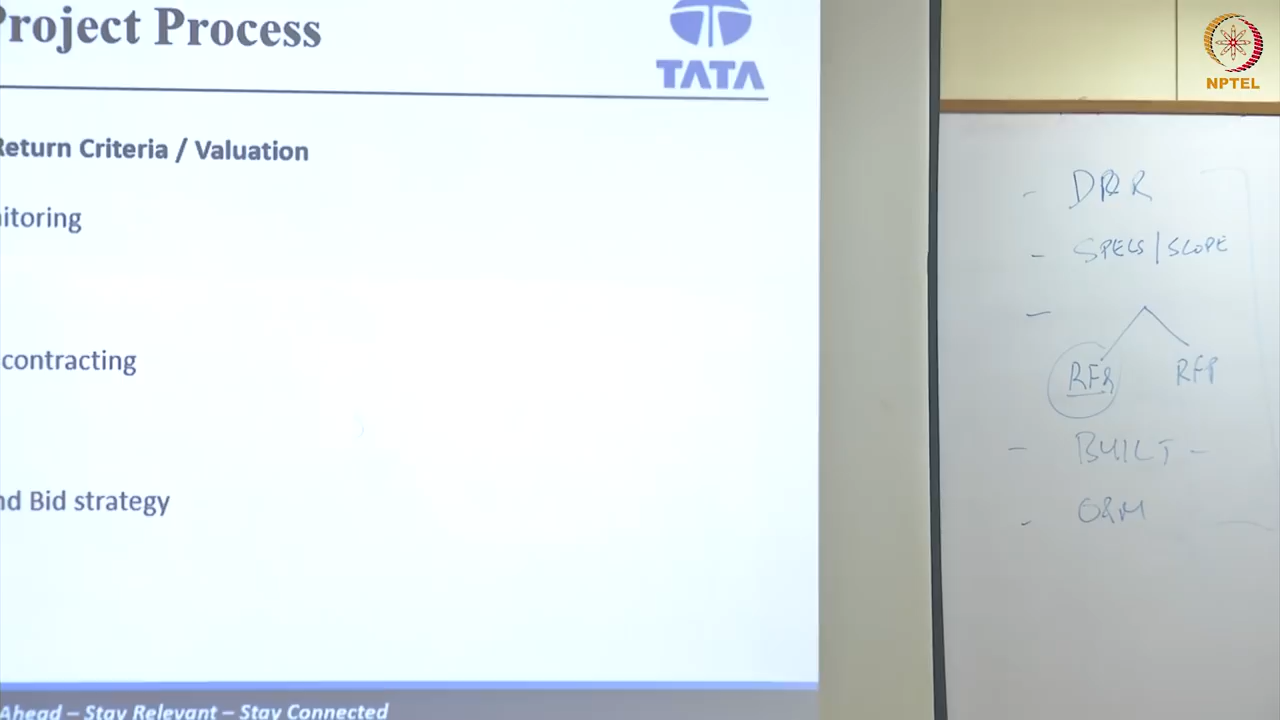 Project Process
TATA
Return Criteria / Valuation
nitoring
contracting
nd Bid strategy
Ahead – Stay Relevant – Stay Connected
NPTEL
- DPR
- SPECS/SCOPE
-
RFQ RFP
- BUILT -
- O&M